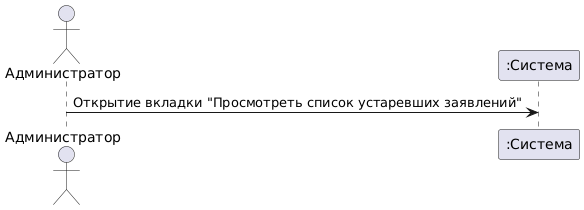 Администратор
:Система
Открытие вкладки "Просмотреть список устаревших заявлений"
Администратор
:Система